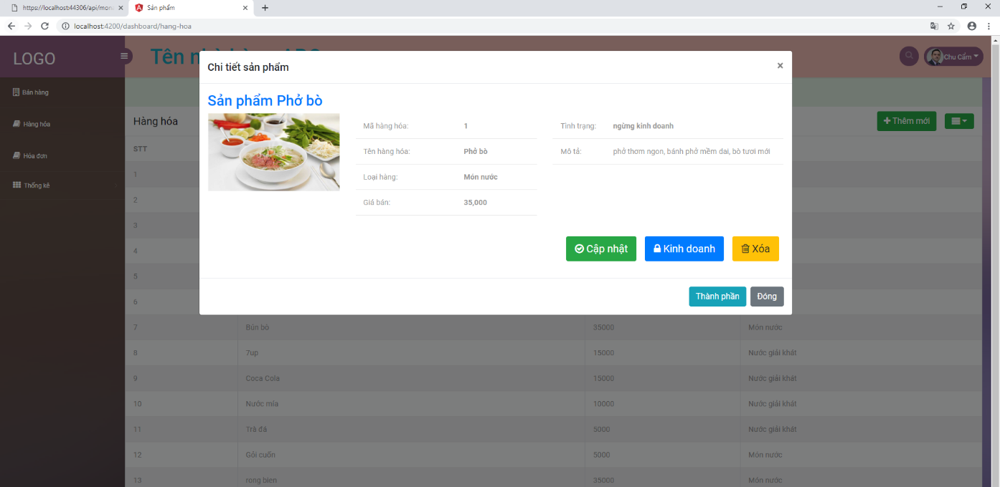 https://localhost:44306/api/mon
Sản phẩm
localhost:4200/dashboard/hang-hoa
LOGO
Chu Cẩm
Chi tiết sản phẩm
×
Bán hàng
Hàng hóa
Hóa đơn
Thống kê
Hàng hóa
Thêm mới
STT
1
2
3
4
5
6
Sản phẩm Phở bò
Mã hàng hóa: 1
Tên hàng hóa: Phở bò
Loại hàng: Món nước
Giá bán: 35,000
Tình trạng: ngừng kinh doanh
Mô tả: phở thơm ngon, bánh phở mềm dai, bò tươi mới
Cập nhật
Kinh doanh
Xóa
Thành phần
Đóng
7 Bún bò 35000 Món nước
8 7up 15000 Nước giải khát
9 Coca Cola 15000 Nước giải khát
10 Nước mía 10000 Nước giải khát
11 Trà đá 5000 Nước giải khát
12 Gỏi cuốn 5000 Món nước
13 rong bien 35000 Món nước